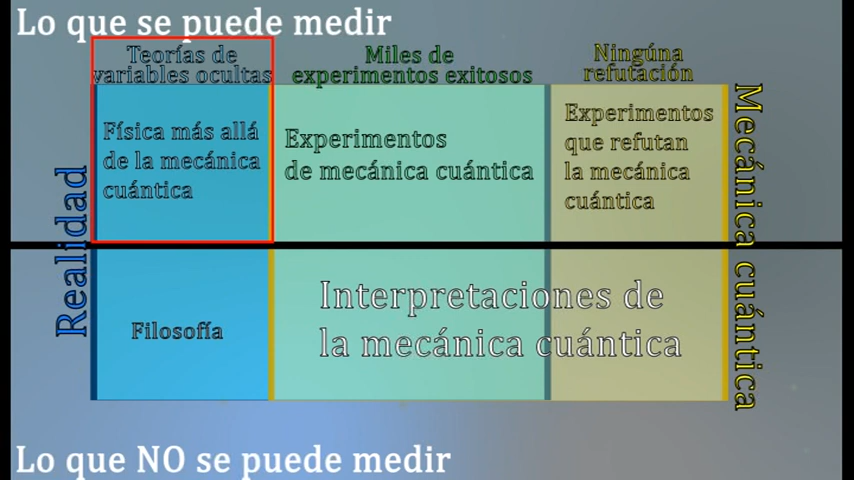 Lo que se puede medir
Teorías de
variables ocultas
Miles de
experimentos exitosos
Ningúna
refutación
Realidad
Física más allá
de la mecánica
cuántica
Experimentos
de mecánica cuántica
Experimentos
que refutan
la mecánica
cuántica
Mecánica cuántica
Filosofía
Interpretaciones de
la mecánica cuántica
Lo que NO se puede medir